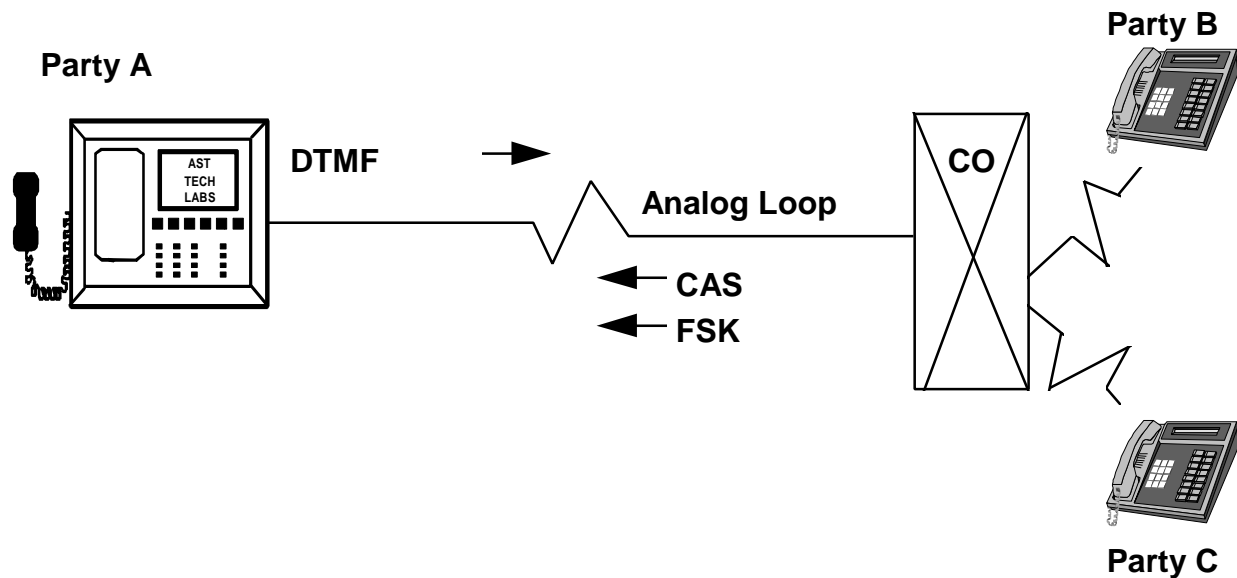 Party B
Party A
AST
TECH
LABS
DTMF
CO
Analog Loop
CAS
FSK
Party C